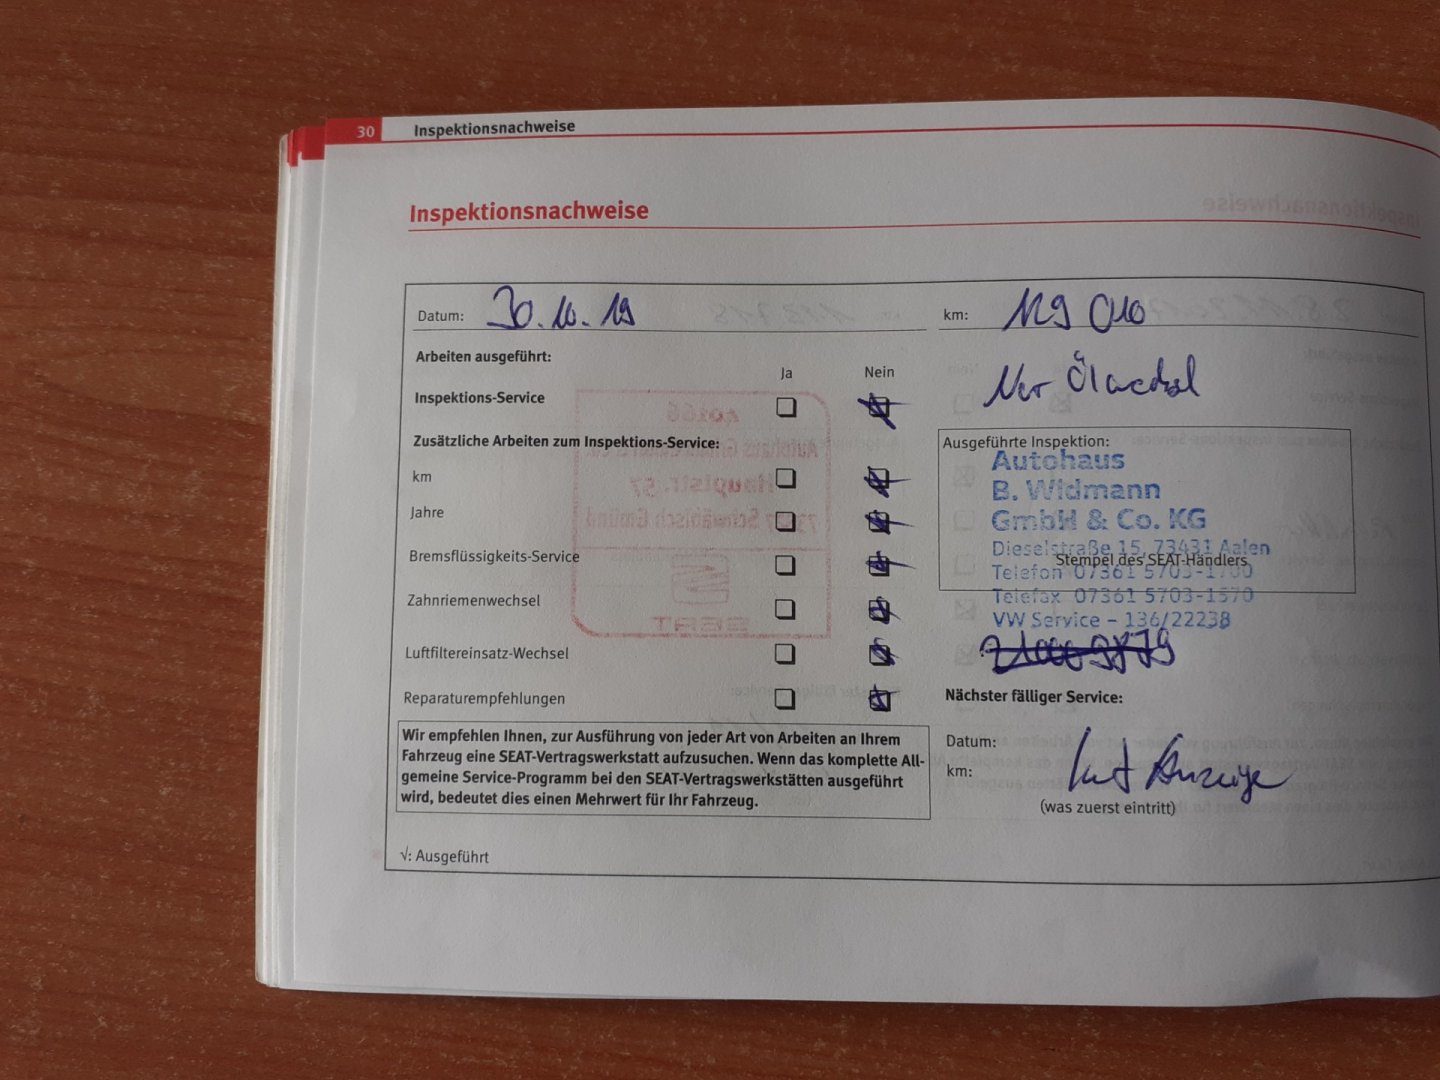 30 Inspektionsnachweise
Inspektionsnachweise
Datum: 30.10.19
km: 129 010
Arbeiten ausgeführt:
Ja Nein
Nur Ölwechsel
Inspektions-Service
Zusätzliche Arbeiten zum Inspektions-Service:
km
Jahre
Bremsflüssigkeits-Service
Zahnriemenwechsel
Luftfiltereinsatz-Wechsel
Reparaturempfehlungen
Ausgeführte Inspektion:
Autohaus
B. Widmann
GmbH & Co. KG
Dieselstraße 15, 73431 Aalen
Stempel des SEAT-Händlers
Telefon 07361 5703-1700
Telefax 07361 5703-1570
VW Service - 136/22238
Nächster fälliger Service:
Datum:
km:
laut Anzeige
(was zuerst eintritt)
Wir empfehlen Ihnen, zur Ausführung von jeder Art von Arbeiten an Ihrem
Fahrzeug eine SEAT-Vertragswerkstatt aufzusuchen. Wenn das komplette All-
gemeine Service-Programm bei den SEAT-Vertragswerkstätten ausgeführt
wird, bedeutet dies einen Mehrwert für Ihr Fahrzeug.
√: Ausgeführt